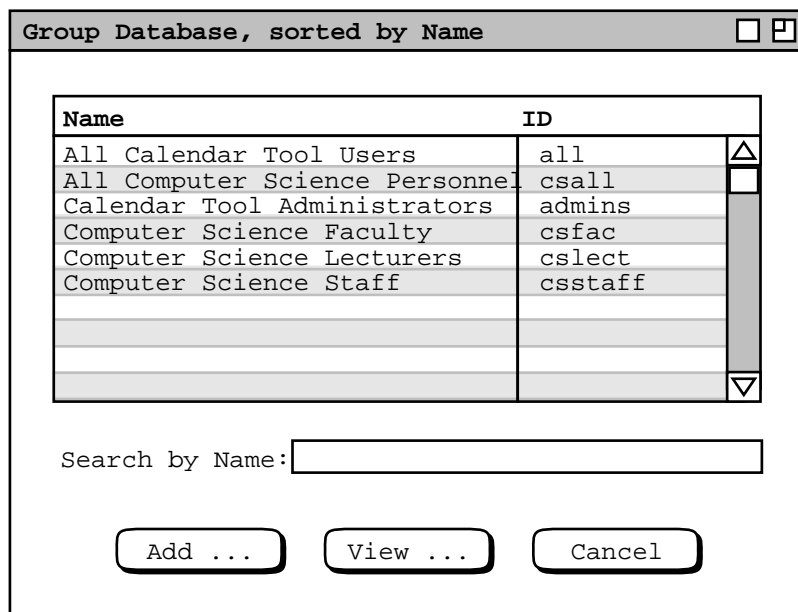 Group Database, sorted by Name
Name ID
All Calendar Tool Users all
All Computer Science Personnel csall
Calendar Tool Administrators admins
Computer Science Faculty csfac
Computer Science Lecturers cslect
Computer Science Staff csstaff
Search by Name:
Add ... View ... Cancel